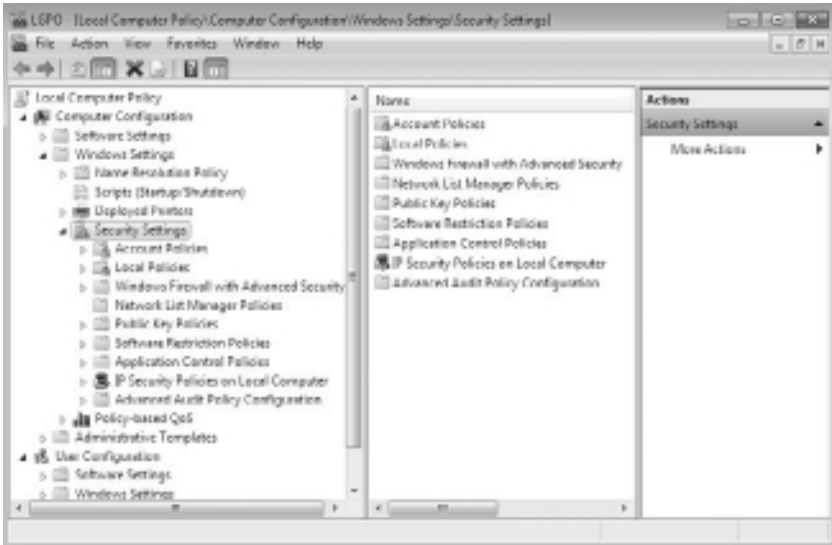 LGPO - [Local Computer Policy\Computer Configuration\Windows Settings\Security Settings]
File Action View Favorites Window Help
Local Computer Policy
Computer Configuration
Software Settings
Windows Settings
Name Resolution Policy
Scripts (Startup/Shutdown)
Deployed Printers
Security Settings
Account Policies
Local Policies
Windows Firewall with Advanced Security
Network List Manager Policies
Public Key Policies
Software Restriction Policies
Application Control Policies
IP Security Policies on Local Computer
Advanced Audit Policy Configuration
Policy-based QoS
Administrative Templates
User Configuration
Software Settings
Windows Settings
Name
Account Policies
Local Policies
Windows Firewall with Advanced Security
Network List Manager Policies
Public Key Policies
Software Restriction Policies
Application Control Policies
IP Security Policies on Local Computer
Advanced Audit Policy Configuration
Actions
Security Settings
More Actions